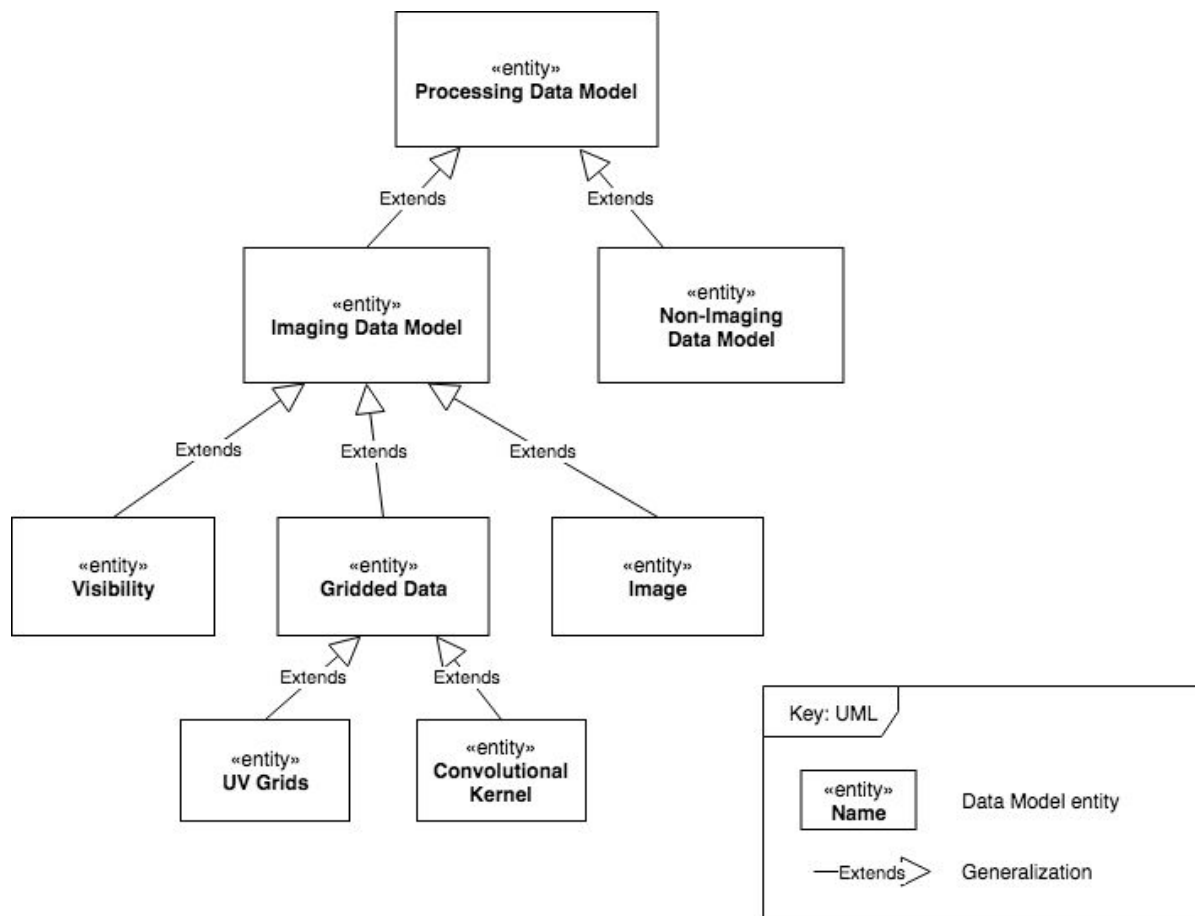 «entity»
Processing Data Model
Extends
Extends
«entity»
Imaging Data Model
«entity»
Non-Imaging
Data Model
Extends
Extends
Extends
«entity»
Visibility
«entity»
Gridded Data
«entity»
Image
Extends
Extends
«entity»
UV Grids
«entity»
Convolutional
Kernel
Key: UML
«entity»
Name
Data Model entity
Extends
Generalization